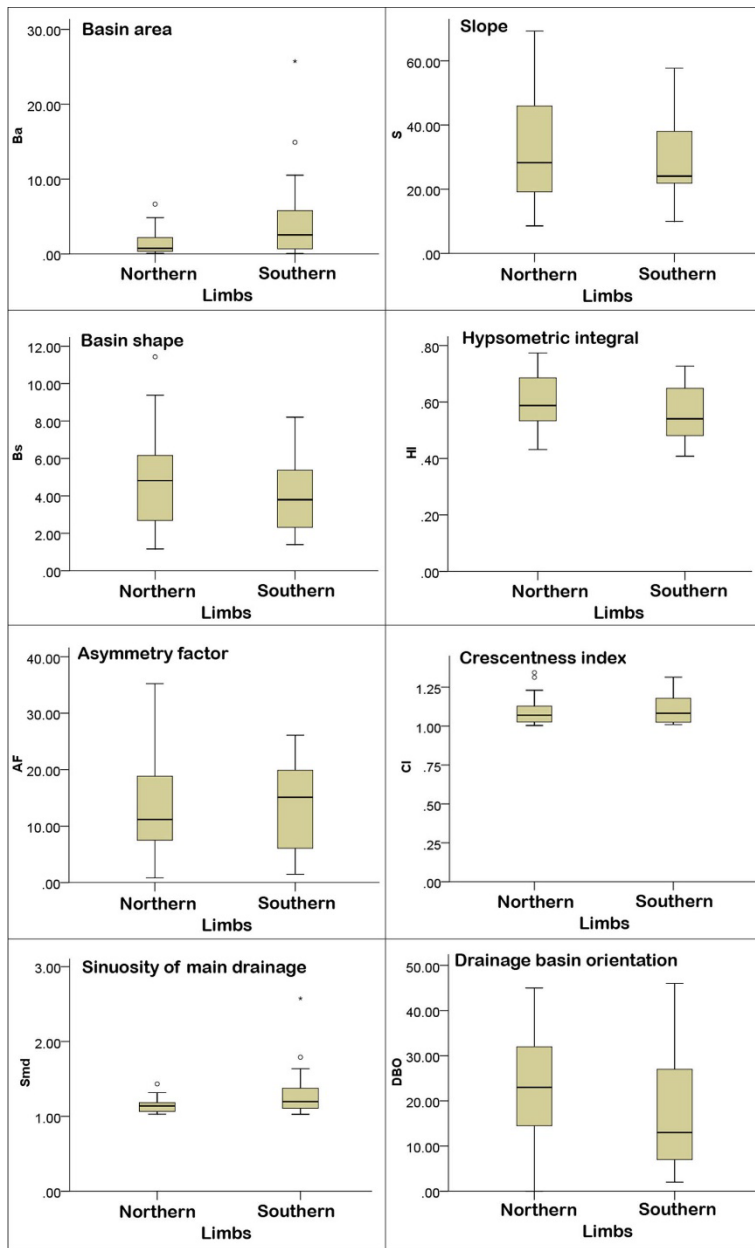 Basin area
30.00
20.00
10.00
.00
Ba
Northern Southern
Limbs
Slope
60.00
40.00
20.00
.00
S
Northern Southern
Limbs
Basin shape
12.00
10.00
8.00
6.00
4.00
2.00
.00
Bs
Northern Southern
Limbs
Hypsometric integral
.80
.60
.40
.20
.00
HI
Northern Southern
Limbs
Asymmetry factor
40.00
30.00
20.00
10.00
.00
AF
Northern Southern
Limbs
Crescentness index
1.25
1.00
.75
.50
.25
.00
CI
Northern Southern
Limbs
Sinuosity of main drainage
3.00
2.00
1.00
.00
Smd
Northern Southern
Limbs
Drainage basin orientation
50.00
40.00
30.00
20.00
10.00
.00
DBO
Northern Southern
Limbs